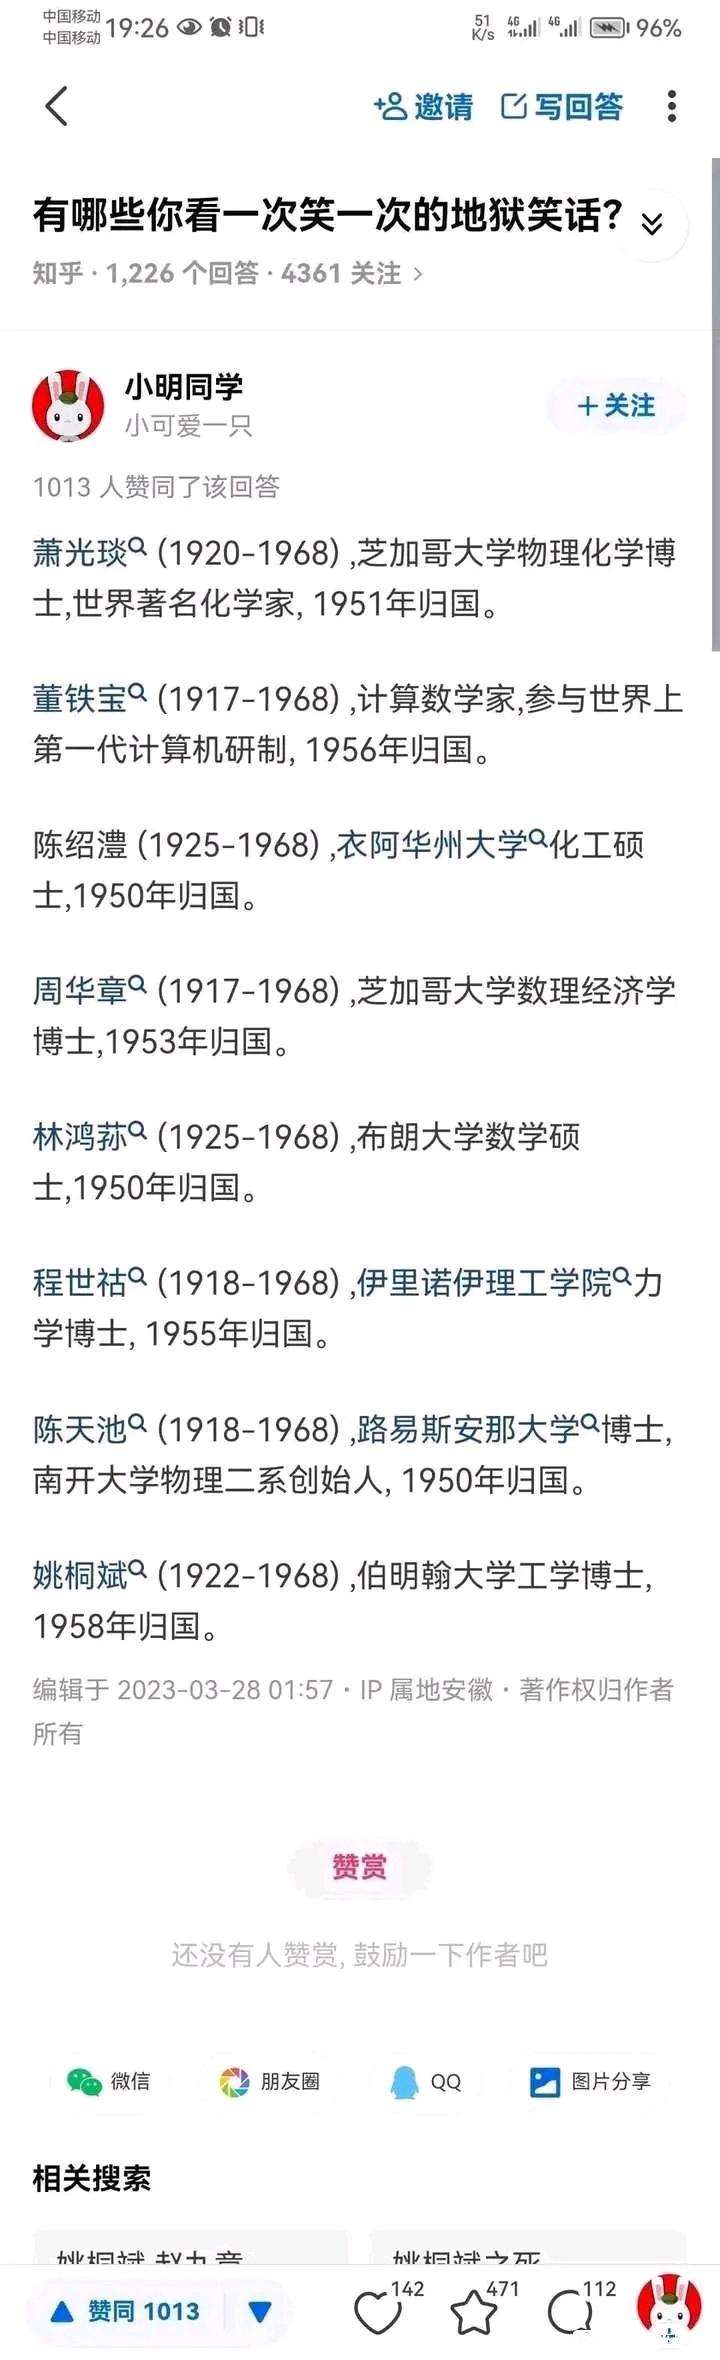 中国移动
中国移动
19:26
51
K/s
4G
4G
96%
邀请
写回答
有哪些你看一次笑一次的地狱笑话?
知乎 · 1,226 个回答 · 4361 关注 >
小明同学
小可爱一只
+ 关注
1013 人赞同了该回答
萧光琰 (1920-1968) ,芝加哥大学物理化学博
士,世界著名化学家, 1951年归国。
董铁宝 (1917-1968) ,计算数学家,参与世界上
第一代计算机研制, 1956年归国。
陈绍澧 (1925-1968) ,衣阿华州大学化工硕
士,1950年归国。
周华章 (1917-1968) ,芝加哥大学数理经济学
博士,1953年归国。
林鸿荪 (1925-1968) ,布朗大学数学硕
士,1950年归国。
程世祜 (1918-1968) ,伊里诺伊理工学院力
学博士, 1955年归国。
陈天池 (1918-1968) ,路易斯安那大学博士,
南开大学物理二系创始人, 1950年归国。
姚桐斌 (1922-1968) ,伯明翰大学工学博士,
1958年归国。
编辑于 2023-03-28 01:57 · IP 属地安徽 · 著作权归作者
所有
赞赏
还没有人赞赏, 鼓励一下作者吧
微信
朋友圈
QQ
图片分享
相关搜索
姚桐斌 赵九章
姚桐斌之死
赞同 1013
142
471
112